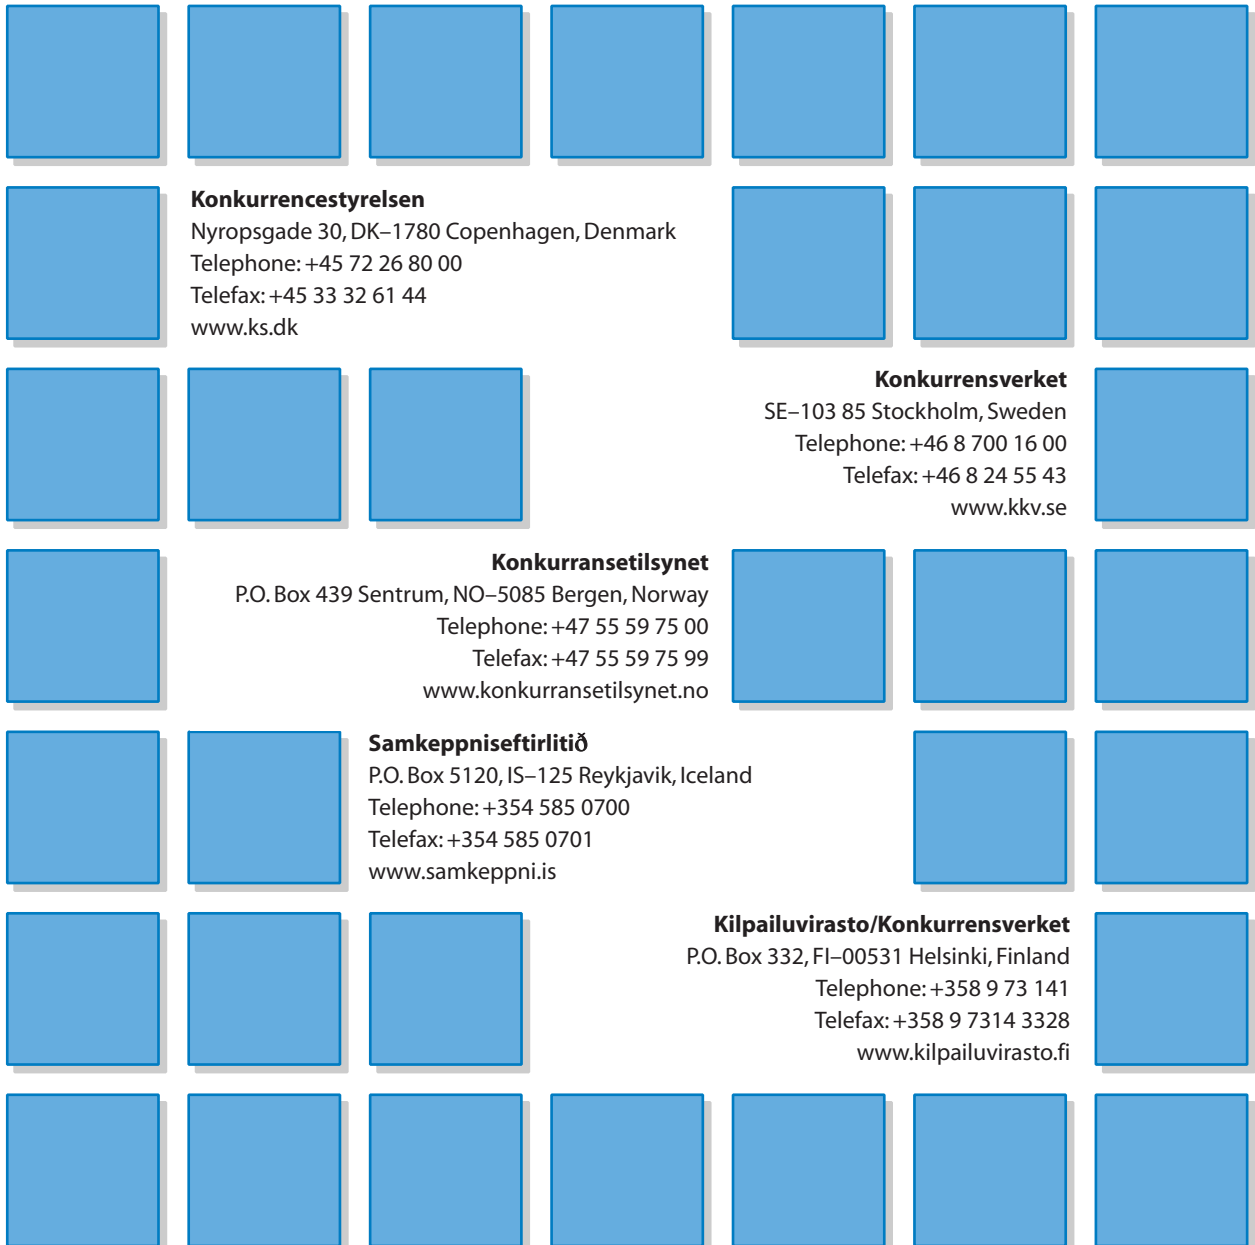 Konkurrencestyrelsen
Nyropsgade 30, DK–1780 Copenhagen, Denmark
Telephone: +45 72 26 80 00
Telefax: +45 33 32 61 44
www.ks.dk
Konkurrensverket
SE–103 85 Stockholm, Sweden
Telephone: +46 8 700 16 00
Telefax: +46 8 24 55 43
www.kkv.se
Konkurransetilsynet
P.O. Box 439 Sentrum, NO–5085 Bergen, Norway
Telephone: +47 55 59 75 00
Telefax: +47 55 59 75 99
www.konkurransetilsynet.no
Samkeppniseftirlitið
P.O. Box 5120, IS–125 Reykjavik, Iceland
Telephone: +354 585 0700
Telefax: +354 585 0701
www.samkeppni.is
Kilpailuvirasto/Konkurrensverket
P.O. Box 332, FI–00531 Helsinki, Finland
Telephone: +358 9 73 141
Telefax: +358 9 7314 3328
www.kilpailuvirasto.fi